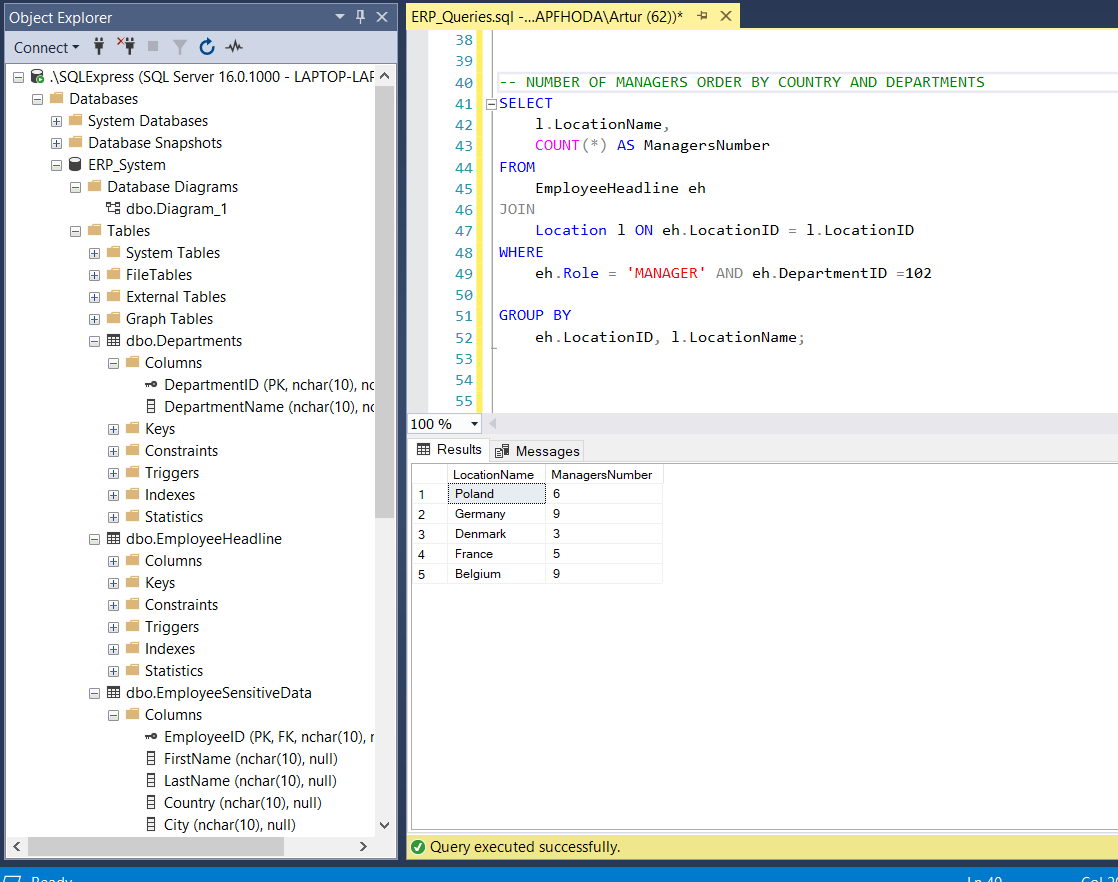 Object Explorer
Connect
.\SQLExpress (SQL Server 16.0.1000 - LAPTOP-LAP
Databases
System Databases
Database Snapshots
ERP_System
Database Diagrams
dbo.Diagram_1
Tables
System Tables
FileTables
External Tables
Graph Tables
dbo.Departments
Columns
DepartmentID (PK, nchar(10), nc
DepartmentName (nchar(10), nc
Keys
Constraints
Triggers
Indexes
Statistics
dbo.EmployeeHeadline
Columns
Keys
Constraints
Triggers
Indexes
Statistics
dbo.EmployeeSensitiveData
Columns
EmployeeID (PK, FK, nchar(10), r
FirstName (nchar(10), null)
LastName (nchar(10), null)
Country (nchar(10), null)
City (nchar(10), null)
ERP_Queries.sql -...APFHODA\Artur (62))*
38
39
40 -- NUMBER OF MANAGERS ORDER BY COUNTRY AND DEPARTMENTS
41 SELECT
42 l.LocationName,
43 COUNT(*) AS ManagersNumber
44 FROM
45 EmployeeHeadline eh
46 JOIN
47 Location l ON eh.LocationID = l.LocationID
48 WHERE
49 eh.Role = 'MANAGER' AND eh.DepartmentID =102
50
51 GROUP BY
52 eh.LocationID, l.LocationName;
53
54
55
100 %
Results Messages
LocationName ManagersNumber
1 Poland 6
2 Germany 9
3 Denmark 3
4 France 5
5 Belgium 9
Query executed successfully.
Ready Ln 40